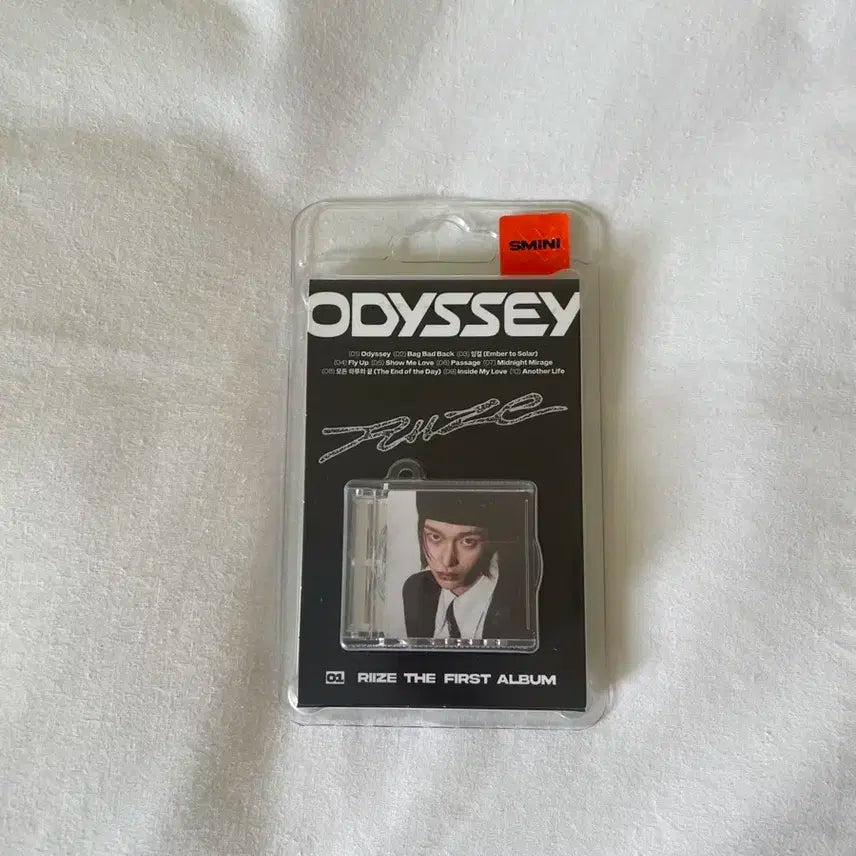 SMINI
ODYSSEY
(01) Odyssey (02) Bag Bad Back (03) 잉걸 (Ember to Solar)
(04) Fly Up (05) Show Me Love (06) Passage (07) Midnight Mirage
(08) 모든 하루의 끝 (The End of the Day) (09) Inside My Love (10) Another Life
RIIZE
01 RIIZE THE FIRST ALBUM